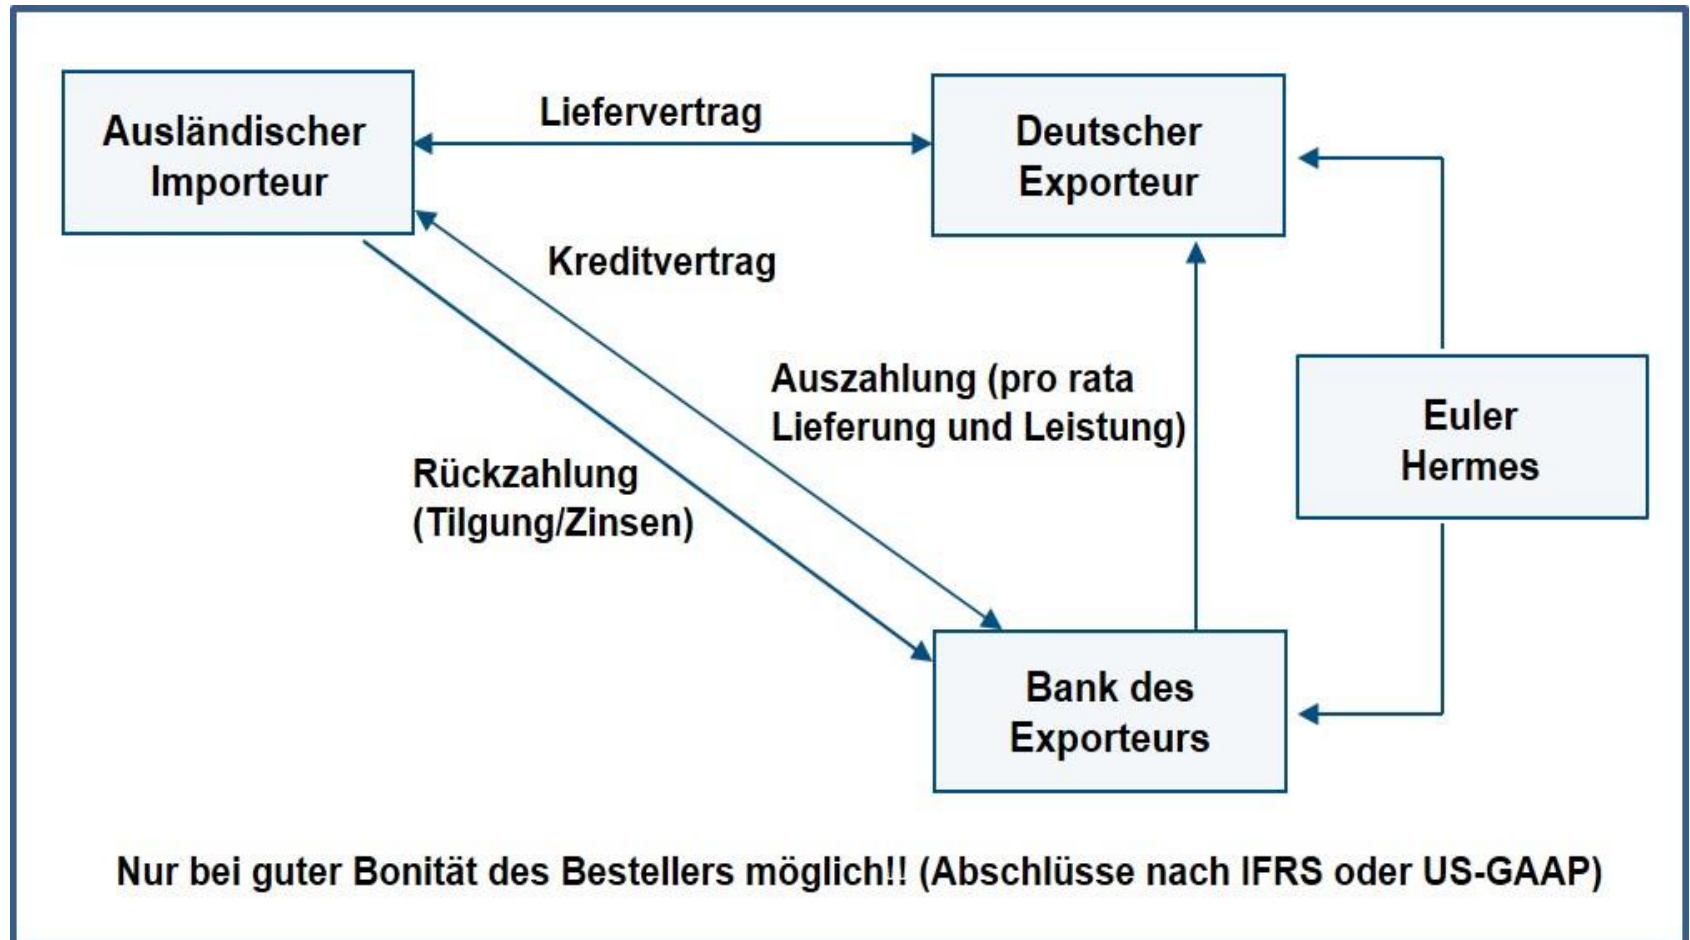 Ausländischer
Importeur
Liefervertrag
Deutscher
Exporteur
Kreditvertrag
Auszahlung (pro rata
Lieferung und Leistung)
Euler
Hermes
Rückzahlung
(Tilgung/Zinsen)
Bank des
Exporteurs
Nur bei guter Bonität des Bestellers möglich!! (Abschlüsse nach IFRS oder US-GAAP)